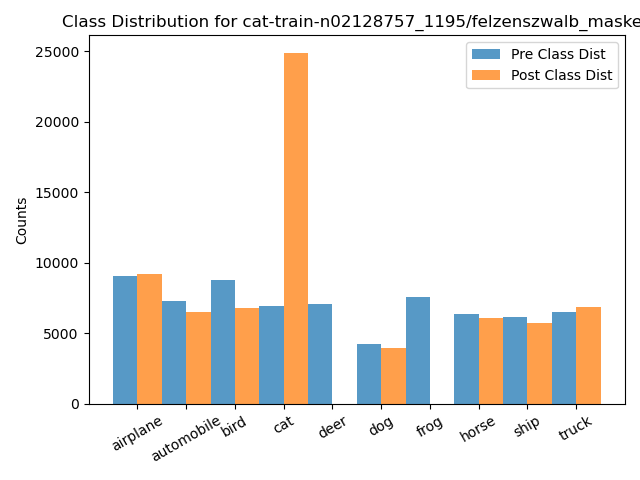 Class Distribution for cat-train-n02128757_1195/felzenszwalb_maske
Pre Class Dist
Post Class Dist
25000
20000
15000
10000
5000
0
Counts
airplane
automobile
bird
cat
deer
dog
frog
horse
ship
truck